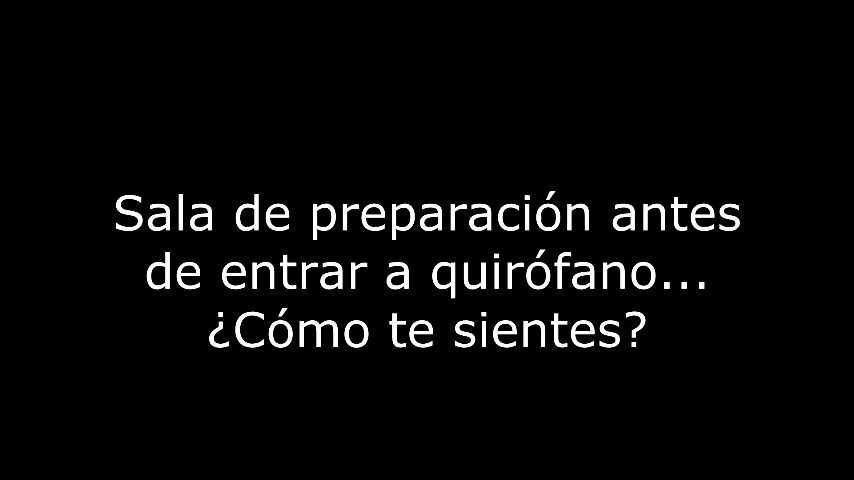 Sala de preparación antes
de entrar a quirófano...
¿Cómo te sientes?